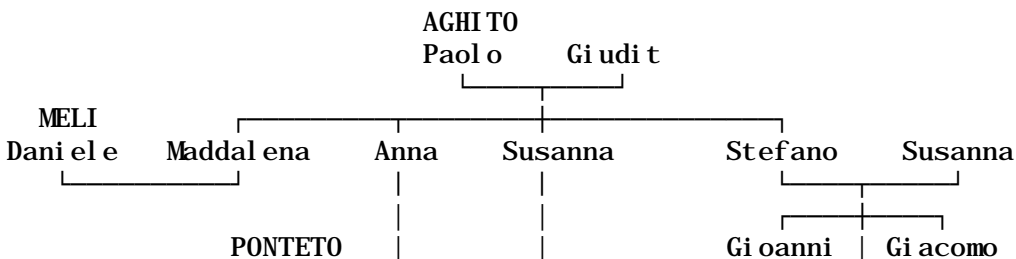 AGHITO
Paolo Giudit
MELI
Daniele Maddalena Anna Susanna Stefano Susanna
PONTETO Gioanni Giacomo